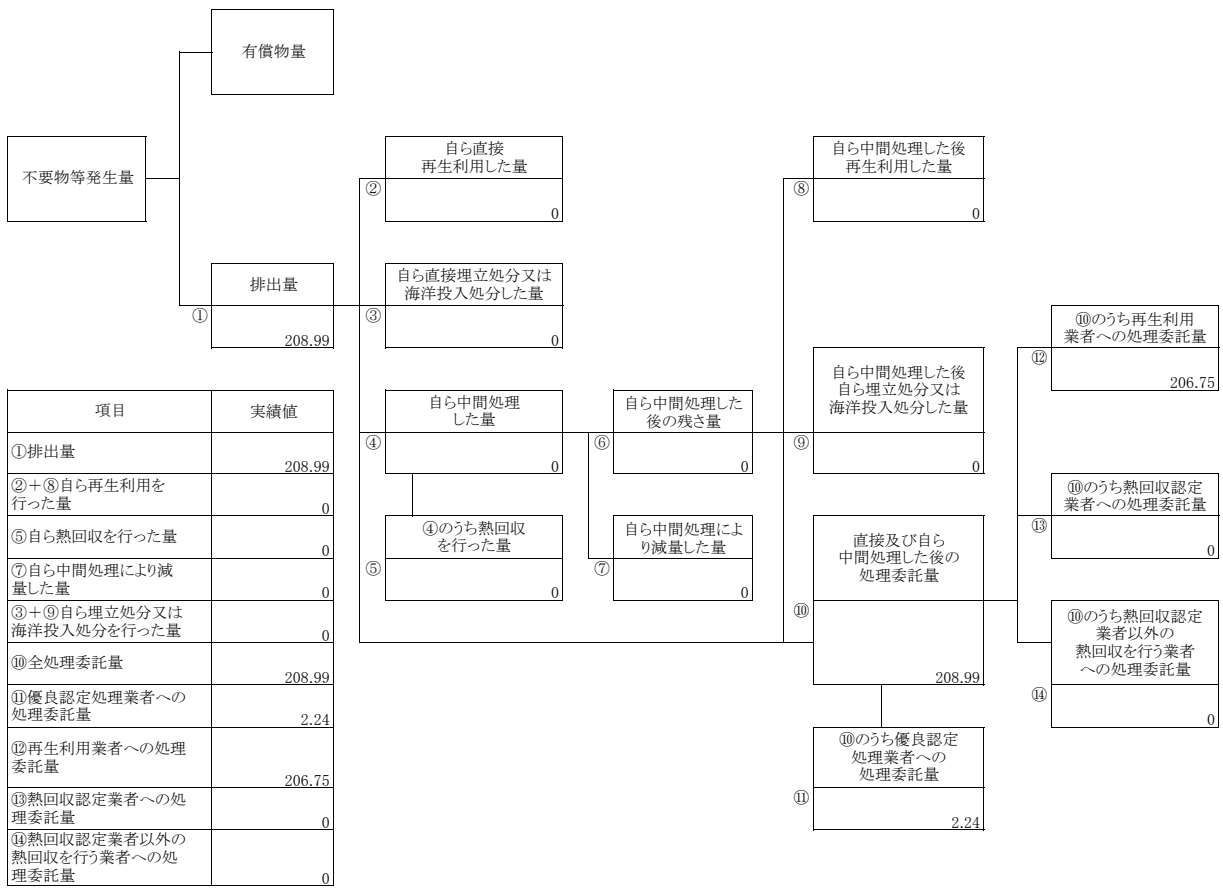 有償物量
不要物等発生量
自ら直接
再生利用した量
②
0
自ら中間処理した後
再生利用した量
⑧
0
排出量
①
208.99
自ら直接埋立処分又は
海洋投入処分した量
③
0
⑩のうち再生利用
業者への処理委託量
⑫
206.75
自ら中間処理
した量
④
0
自ら中間処理した
後の残さ量
⑥
0
自ら中間処理した後
自ら埋立処分又は
海洋投入処分した量
⑨
0
⑩のうち熱回収認定
業者への処理委託量
⑬
0
④のうち熱回収
を行った量
⑤
0
自ら中間処理によ
り減量した量
⑦
0
直接及び自ら
中間処理した後の
処理委託量
⑩
208.99
⑩のうち熱回収認定
業者以外の
熱回収を行う業者
への処理委託量
⑭
0
⑩のうち優良認定
処理業者への
処理委託量
⑪
2.24
項目 実績値
①排出量
208.99
②+⑧自ら再生利用を
行った量
0
⑤自ら熱回収を行った量
0
⑦自ら中間処理により減
量した量
0
③+⑨自ら埋立処分又は
海洋投入処分を行った量
0
⑩全処理委託量
208.99
⑪優良認定処理業者への
処理委託量
2.24
⑫再生利用業者への処理
委託量
206.75
⑬熱回収認定業者への処
理委託量
0
⑭熱回収認定業者以外の
熱回収を行う業者への処
理委託量
0